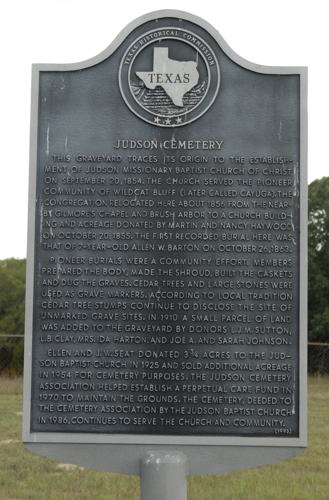 TEXAS HISTORICAL COMMISSION
TEXAS
JUDSON CEMETERY
THIS GRAVEYARD TRACES ITS ORIGIN TO THE ESTABLISH-
MENT OF JUDSON MISSIONARY BAPTIST CHURCH OF CHRIST
ON SEPTEMBER 20, 1854. THE CHURCH SERVED THE PIONEER
COMMUNITY OF WILDCAT BLUFF (LATER CALLED CAYUGA). THE
CONGREGATION RELOCATED HERE ABOUT 1856 FROM THE NEAR-
BY GILMORE'S CHAPEL AND BRUSH ARBOR TO A CHURCH BUILD-
ING AND ACREAGE DONATED BY MARTIN AND NANCY HAYWOOD
ON OCTOBER 20, 1855. THE FIRST RECORDED BURIAL HERE WAS
THAT OF 2-YEAR-OLD ALLEN W. BARTON ON OCTOBER 26, 1862.
PIONEER BURIALS WERE A COMMUNITY EFFORT. MEMBERS
PREPARED THE BODY, MADE THE SHROUD, BUILT THE CASKETS
AND DUG THE GRAVES. CEDAR TREES AND LARGE STONES WERE
USED AS GRAVE MARKERS. ACCORDING TO LOCAL TRADITION
CEDAR TREE STUMPS CONTINUE TO DISCLOSE THE SITE OF
UNMARKED GRAVE SITES. IN 1910 A SMALL PARCEL OF LAND
WAS ADDED TO THE GRAVEYARD BY DONORS L.J.M. SUTTON,
L.B. CLAY, MRS. IDA HARTON, AND JOE A. AND SARAH JOHNSON.
ELLEN AND J.W. SEAT DONATED 3 3/4 ACRES TO THE JUD-
SON BAPTIST CHURCH IN 1925 AND SOLD ADDITIONAL ACREAGE
IN 1954 FOR CEMETERY PURPOSES. THE JUDSON CEMETERY
ASSOCIATION HELPED ESTABLISH A PERPETUAL CARE FUND IN
1970 TO MAINTAIN THE GROUNDS. THE CEMETERY, DEEDED TO
THE CEMETERY ASSOCIATION BY THE JUDSON BAPTIST CHURCH
IN 1986, CONTINUES TO SERVE THE CHURCH AND COMMUNITY.